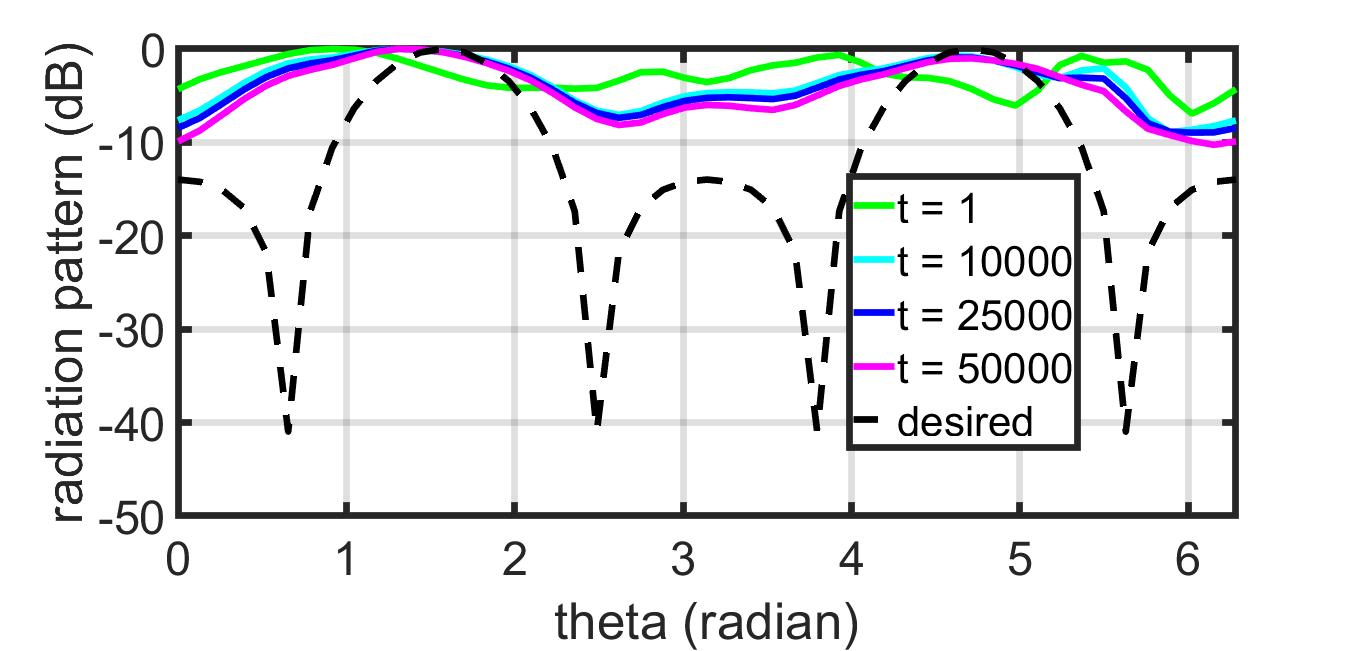 radiation pattern (dB)
0
-10
-20
-30
-40
-50
t = 1
t = 10000
t = 25000
t = 50000
desired
0 1 2 3 4 5 6
theta (radian)